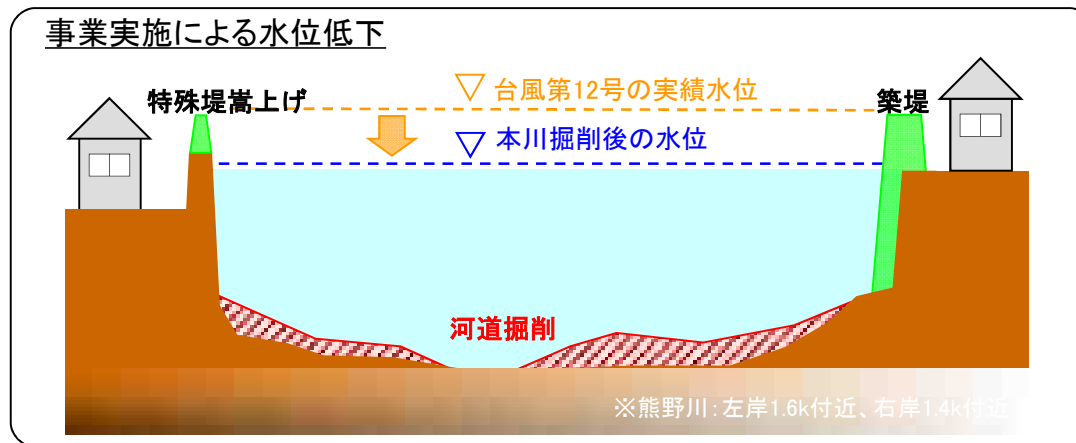 事業実施による水位低下
▽ 台風第12号の実績水位
特殊堤嵩上げ
築堤
▽ 本川掘削後の水位
河道掘削
※熊野川：左岸1.6k付近、右岸1.4k付近